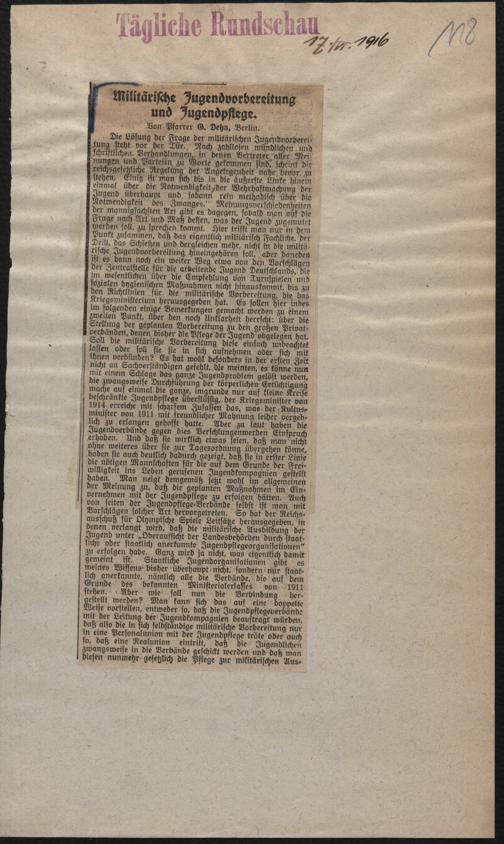 Tägliche Rundschau
1916
118
Militärische Jugendvorbereitung
und Jugendpflege.
Von Pfarrer G. Dehn, Berlin.
Die Lösung der Frage der militärischen Jugendvorberei-
tung steht vor der Tür. Nach zahllosen mündlichen und
schriftlichen Verhandlungen, in denen Vertreter aller Mei-
nungen und Parteien zu Worte gekommen sind, scheint die
reichsgesetzliche Regelung der Angelegenheit nahe bevor zu
stehen. Einig ist man sich bis in die äußerste Linke hinein
einmal über die Notwendigkeit der Wehrhaftmachung der
Jugend überhaupt und sodann rein methodisch über die
Notwendigkeit des Zwanges. Meinungsverschiedenheiten
der mannigfachsten Art gibt es dagegen, sobald man auf die
Frage nach Art und Maß dessen, was der Jugend zugemutet
werden soll, zu sprechen kommt. Hier trifft man nur in dem
Punkt zusammen, daß das eigentlich militärisch Fachliche, der
Drill, das Schießen und dergleichen mehr, nicht in die militä-
rische Jugendvorbereitung hineingehören soll, aber daneben
ist es dann noch ein weiter Weg etwa von den Vorschlägen
der Zentralstelle für die arbeitende Jugend Deutschlands, die
im wesentlichen über die Empfehlung von Turnspielen und
sozialen hygienischen Maßnahmen nicht hinauskommt, bis zu
den Richtlinien für die militärische Vorbereitung, die das
Kriegsministerium herausgegeben hat. Es sollen hier indes
im folgenden einige Bemerkungen gemacht werden zu einem
zweiten Punkt, über den noch Unklarheit herrscht: über die
Stellung der geplanten Vorbereitung zu den großen Privat-
verbänden, denen bisher die Pflege der Jugend obgelegen hat.
Soll die militärische Vorbereitung diese einfach unbeachtet
lassen oder soll sie sie in sich aufnehmen oder sich mit
ihnen verbünden? Es hat wohl besonders in der ersten Zeit
nicht an Sachverständigen gefehlt, die meinten, es könne nun
mit einem Schlage das ganze Jugendproblem gelöst werden,
die zwangsweise Durchführung der körperlichen Ertüchtigung
mache auf einmal die ganze, imgrunde nur auf kleine Kreise
beschränkte Jugendpflege überflüssig, der Kriegsminister von
1914 erreiche mit scharfem Zufassen das, was der Kultus-
minister von 1911 mit freundlicher Mahnung leider vergeb-
lich zu erlangen gehofft hatte. Aber zu laut haben die
Jugendverbände gegen dies Verschlungenwerden Einspruch
erhoben. Und daß sie wirklich etwas seien, daß man nicht
ohne weiteres über sie zur Tagesordnung übergehen könne,
haben sie auch deutlich dadurch gezeigt, daß sie in erster Linie
die nötigen Mannschaften für die auf dem Grunde der Frei-
willigkeit ins Leben gerufenen Jugendkompagnien gestellt
haben. Man neigt demgemäß jetzt wohl im allgemeinen
der Meinung zu, daß die geplanten Maßnahmen im Ein-
vernehmen mit der Jugendpflege zu erfolgen hätten. Auch
von seiten der Jugendpflege-Verbände selbst ist man mit
Vorschlägen solcher Art hervorgetreten. So hat der Reichs-
ausschuß für Olympische Spiele Leitsätze herausgegeben, in
denen verlangt wird, daß die militärische Ausbildung der
Jugend unter „Oberaufsicht der Landesbehörden durch staat-
liche oder staatlich anerkannte Jugendpflegeorganisationen"
zu erfolgen habe. Ganz wird ja nicht, was eigentlich damit
gemeint ist. Staatliche Jugendorganisationen gibt es
meines Wissens bisher überhaupt nicht, sondern nur staat-
lich anerkannte, nämlich alle die Verbände, die auf dem
Grunde des bekannten Ministerialerlasses von 1911
stehen. Aber wie soll nun die Verbindung her-
gestellt werden? Man kann sich das auf eine doppelte
Weise vorstellen, entweder so, daß die Jugendpflegeverbände
mit der Leitung der Jugendkompagnien beauftragt würden,
daß also die in sich selbständige militärische Vorbereitung nur
in eine Personalunion mit der Jugendpflege träte oder auch
so, daß eine Realunion eintritt, daß die Jugendlichen
zwangsweise in die Verbände geschickt werden und daß man
diesen nunmehr gesetzlich die Pflege zur militärischen Aus-